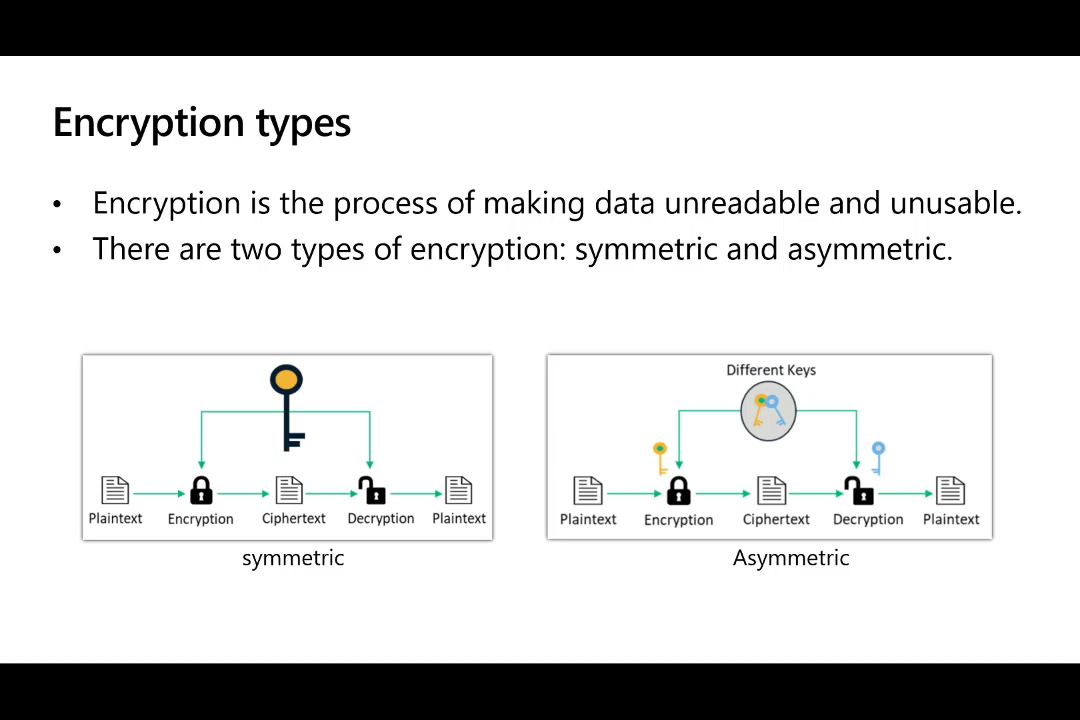 Encryption types
• Encryption is the process of making data unreadable and unusable.
• There are two types of encryption: symmetric and asymmetric.
Plaintext Encryption Ciphertext Decryption Plaintext
symmetric
Different Keys
Plaintext Encryption Ciphertext Decryption Plaintext
Asymmetric